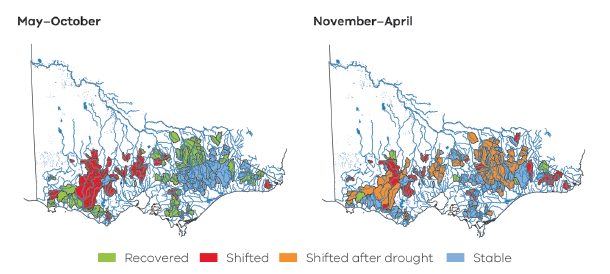 May–October
November–April
Recovered
Shifted
Shifted after drought
Stable